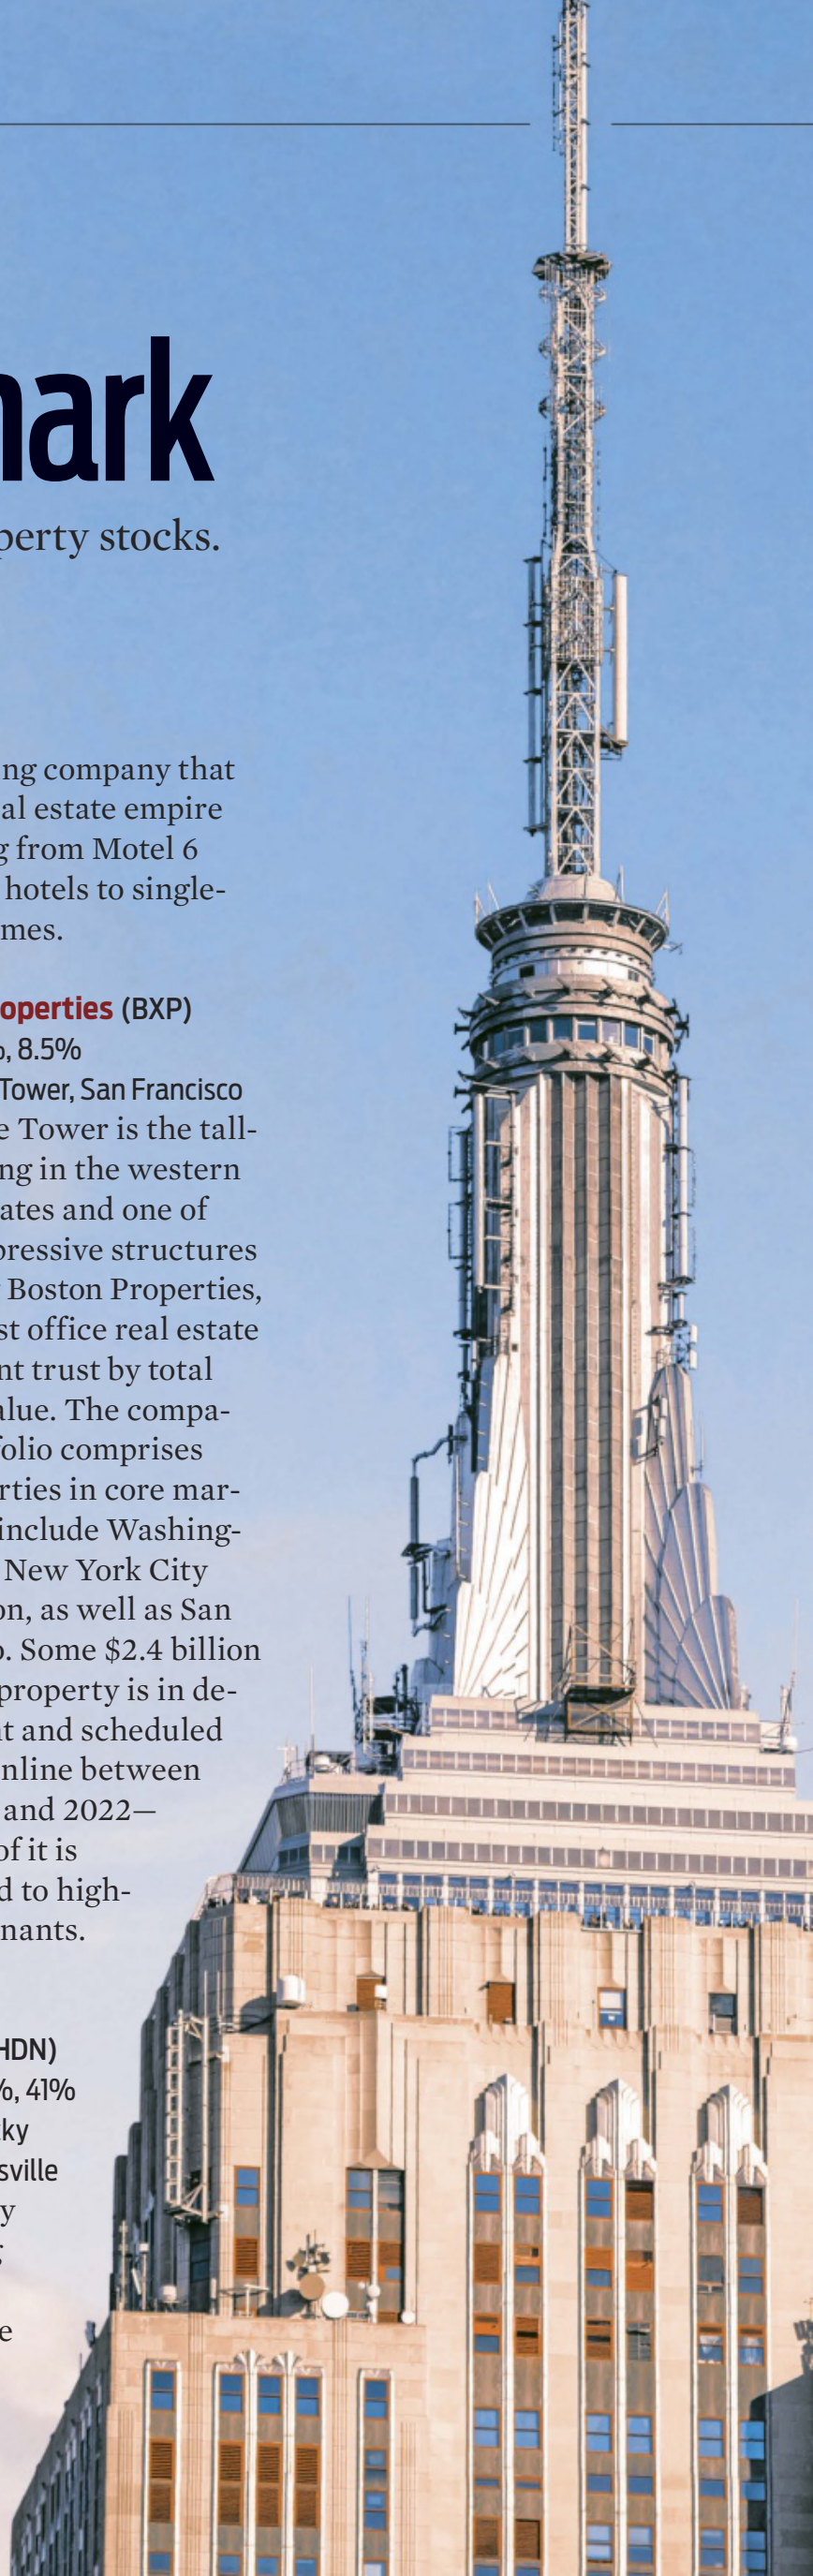 ark
perty stocks.
ng company that
al estate empire
g from Motel 6
hotels to single-
mes.
operties (BXP)
%, 8.5%
Tower, San Francisco
e Tower is the tall-
ng in the western
ates and one of
pressive structures
Boston Properties,
st office real estate
nt trust by total
alue. The compa-
folio comprises
rties in core mar-
include Washing-
New York City
on, as well as San
o. Some $2.4 billion
property is in de-
nt and scheduled
nline between
and 2022—
of it is
d to high-
nants.
HDN)
%, 41%
ky
sville
y
g
e